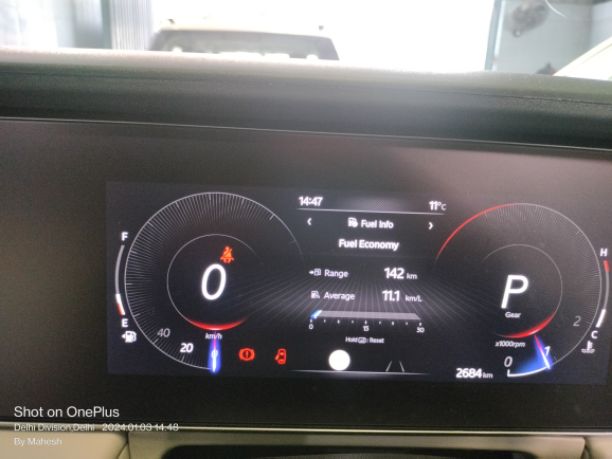 14:47 11°C
< Fuel Info >
Fuel Economy
Range 142 km
Average 11.1 km/L
0 15 30
Hold OK : Reset
F
E
0
km/h
40
20
0
P
Gear
x1000rpm
0
1
2
H
C
2684 km
Shot on OnePlus
Delhi Division,Delhi 2024.01.03 14:48
By Mahesh